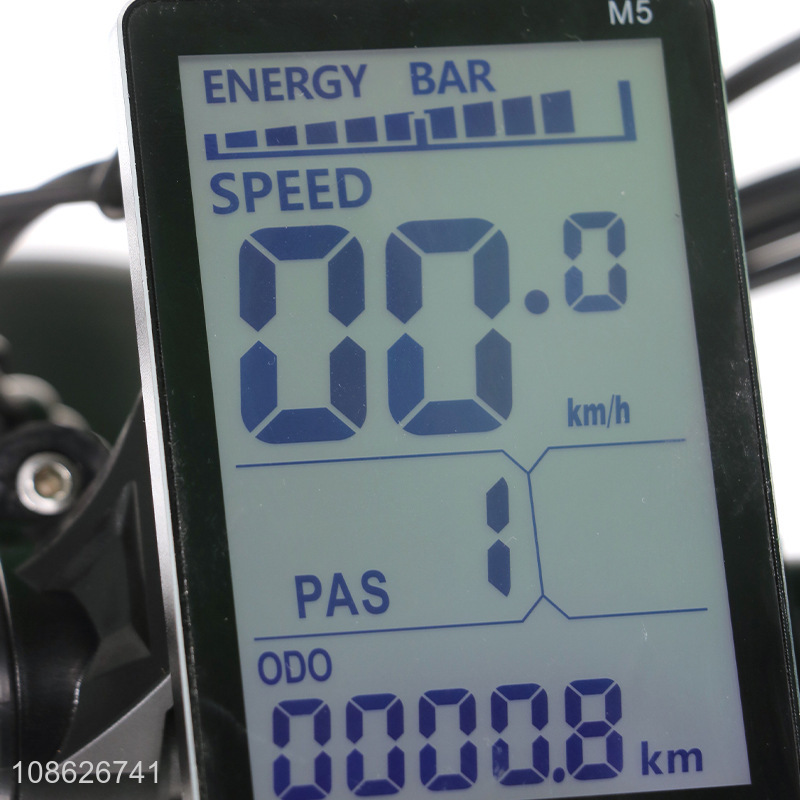 M5
ENERGY BAR
SPEED
00.0
km/h
PAS 1
ODO
0000.8 km
108626741